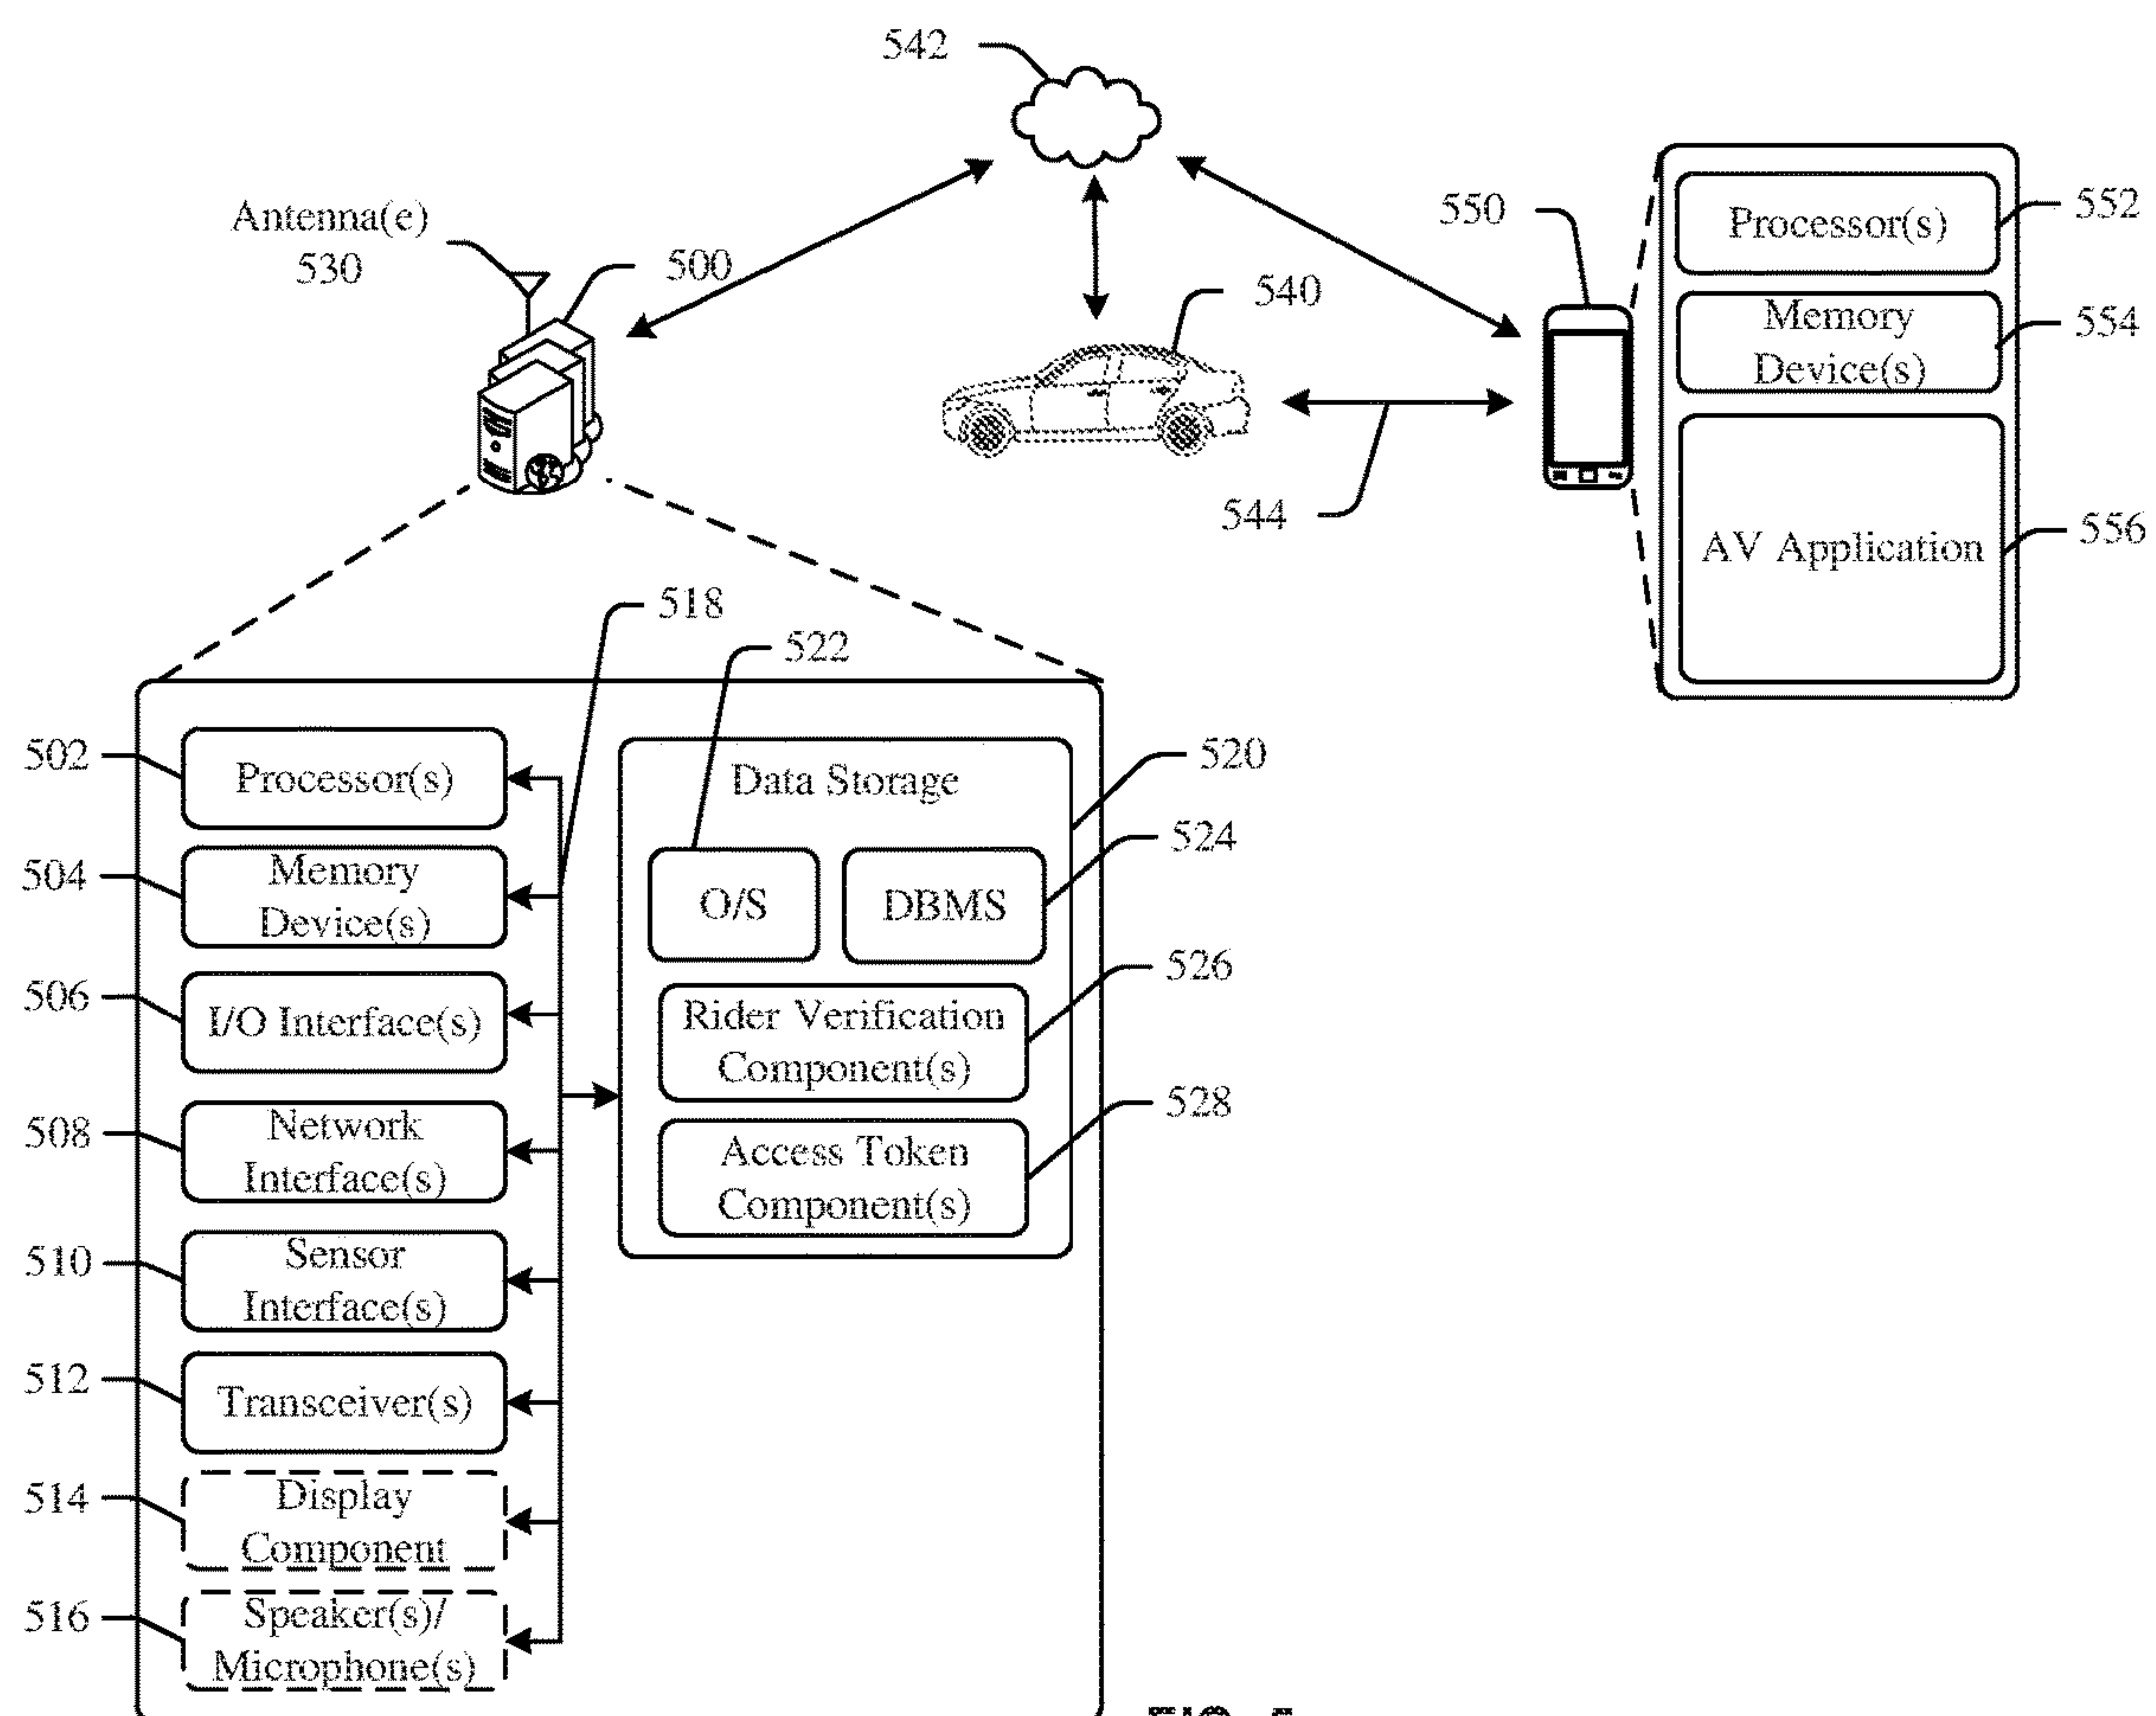 542
Antenna(e)
530
500
540
550
544
Processor(s)
552
Memory
Device(s)
554
AV Application
556
518
522
502
Processor(s)
504
Memory
Device(s)
506
I/O Interface(s)
508
Network
Interface(s)
510
Sensor
Interface(s)
512
Transceiver(s)
514
Display
Component
516
Speaker(s)/
Microphone(s)
Data Storage
520
O/S
DBMS
524
Rider Verification
Component(s)
526
Access Token
Component(s)
528